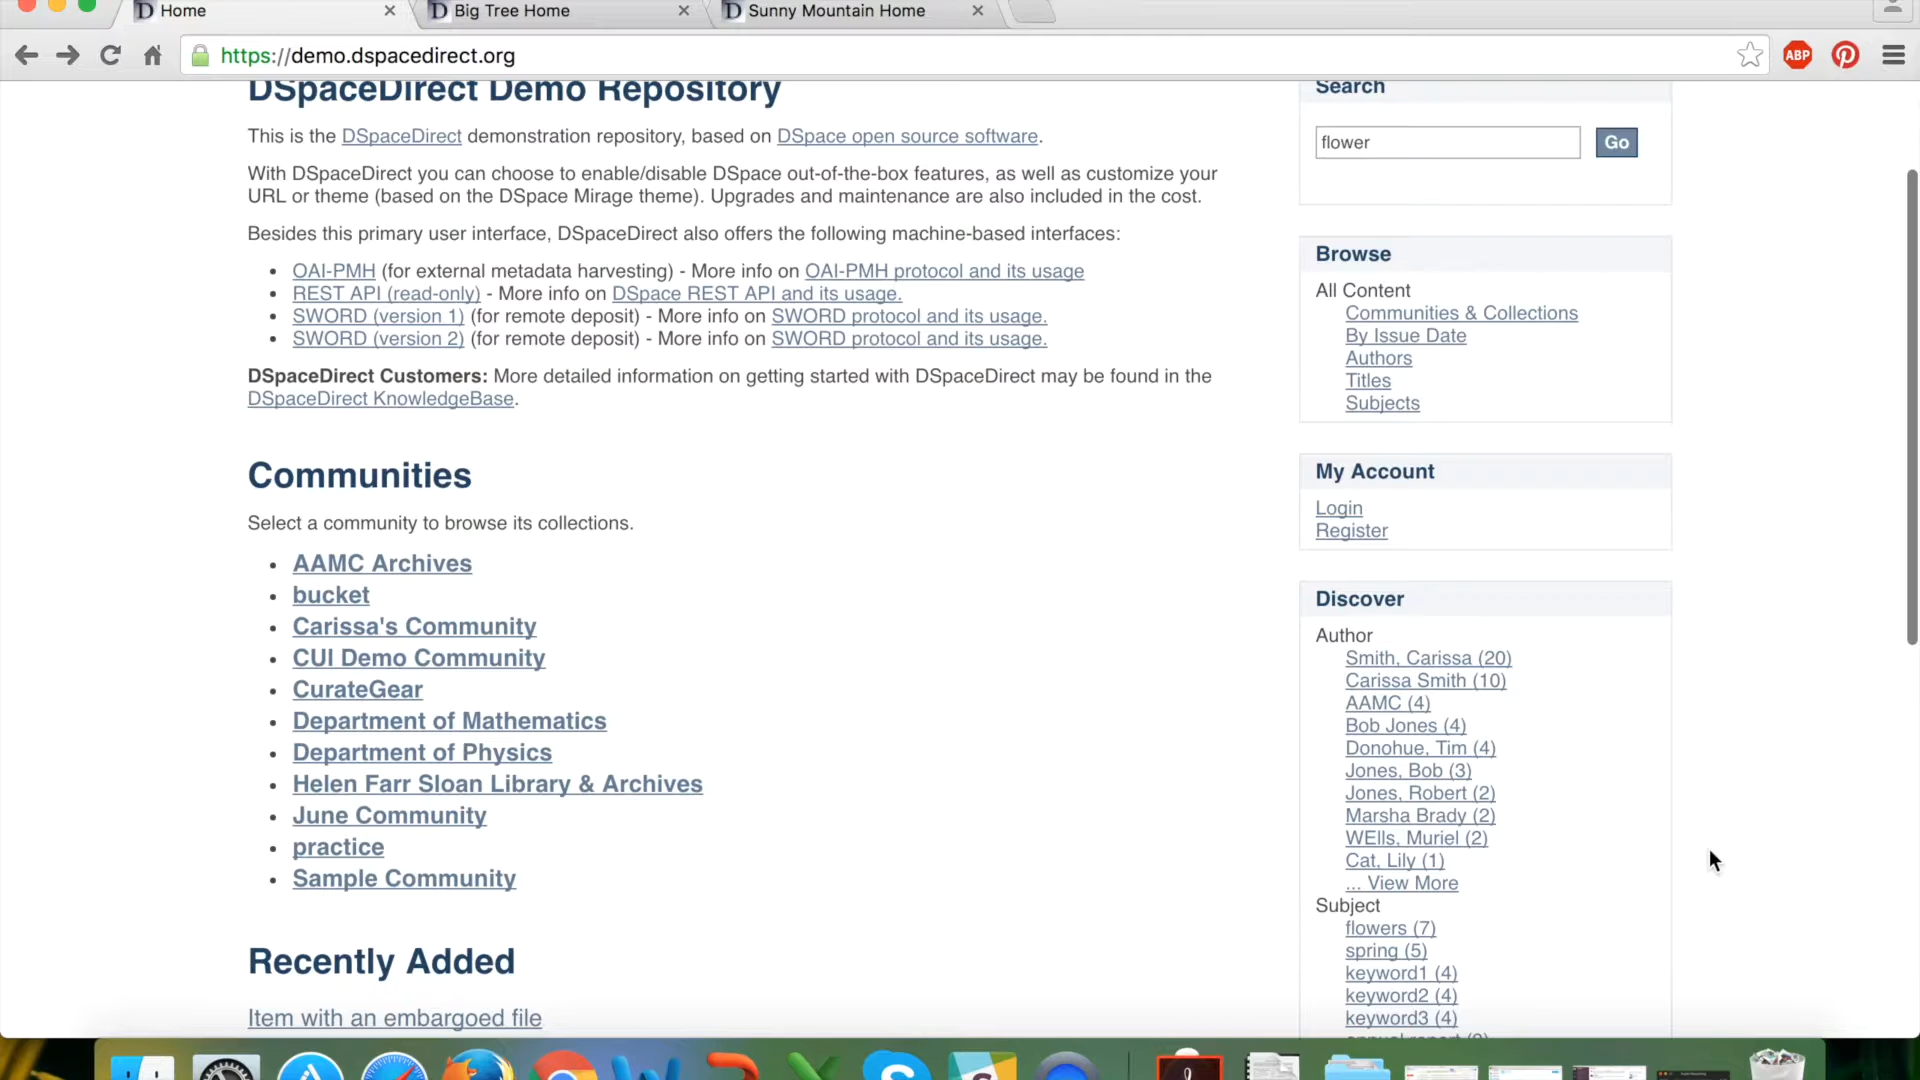 Home
Big Tree Home
Sunny Mountain Home
https://demo.dspacedirect.org
ABP
DSpaceDirect Demo Repository
This is the DSpaceDirect demonstration repository, based on DSpace open source software.
With DSpaceDirect you can choose to enable/disable DSpace out-of-the-box features, as well as customize your
URL or theme (based on the DSpace Mirage theme). Upgrades and maintenance are also included in the cost.
Besides this primary user interface, DSpaceDirect also offers the following machine-based interfaces:
OAI-PMH (for external metadata harvesting) - More info on OAI-PMH protocol and its usage
REST API (read-only) - More info on DSpace REST API and its usage.
SWORD (version 1) (for remote deposit) - More info on SWORD protocol and its usage.
SWORD (version 2) (for remote deposit) - More info on SWORD protocol and its usage.
DSpaceDirect Customers: More detailed information on getting started with DSpaceDirect may be found in the
DSpaceDirect KnowledgeBase.
Communities
Select a community to browse its collections.
AAMC Archives
bucket
Carissa's Community
CUI Demo Community
CurateGear
Department of Mathematics
Department of Physics
Helen Farr Sloan Library & Archives
June Community
practice
Sample Community
Recently Added
Item with an embargoed file
Search
flower
Go
Browse
All Content
Communities & Collections
By Issue Date
Authors
Titles
Subjects
My Account
Login
Register
Discover
Author
Smith, Carissa (20)
Carissa Smith (10)
AAMC (4)
Bob Jones (4)
Donohue, Tim (4)
Jones, Bob (3)
Jones, Robert (2)
Marsha Brady (2)
WElls, Muriel (2)
Cat, Lily (1)
... View More
Subject
flowers (7)
spring (5)
keyword1 (4)
keyword2 (4)
keyword3 (4)